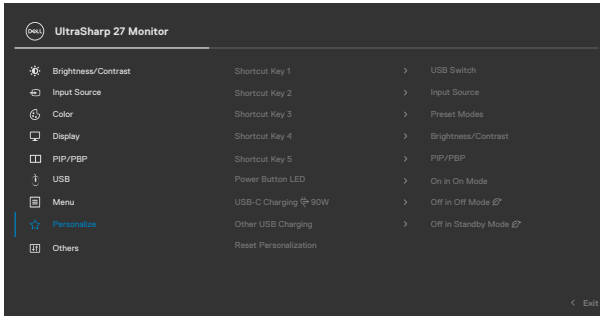 DELL UltraSharp 27 Monitor
Brightness/Contrast Shortcut Key 1 > USB Switch
Input Source Shortcut Key 2 > Input Source
Color Shortcut Key 3 > Preset Modes
Display Shortcut Key 4 > Brightness/Contrast
PIP/PBP Shortcut Key 5 > PIP/PBP
USB Power Button LED > On in On Mode
Menu USB-C Charging 90W > Off in Off Mode
Personalize Other USB Charging > Off in Standby Mode
Others Reset Personalization
< Exit